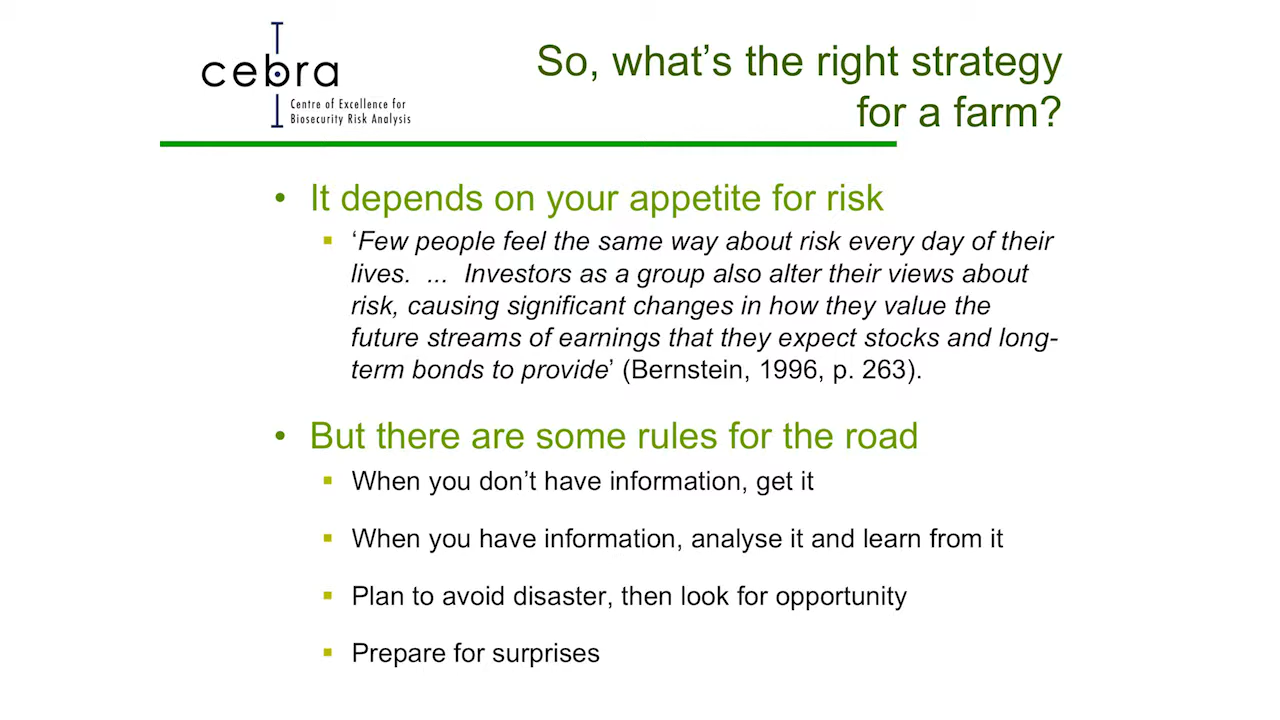 cebra
Centre of Excellence for
Biosecurity Risk Analysis
So, what’s the right strategy
for a farm?
• It depends on your appetite for risk
▪ ‘Few people feel the same way about risk every day of their
lives. ... Investors as a group also alter their views about
risk, causing significant changes in how they value the
future streams of earnings that they expect stocks and long-
term bonds to provide’ (Bernstein, 1996, p. 263).
• But there are some rules for the road
▪ When you don’t have information, get it
▪ When you have information, analyse it and learn from it
▪ Plan to avoid disaster, then look for opportunity
▪ Prepare for surprises